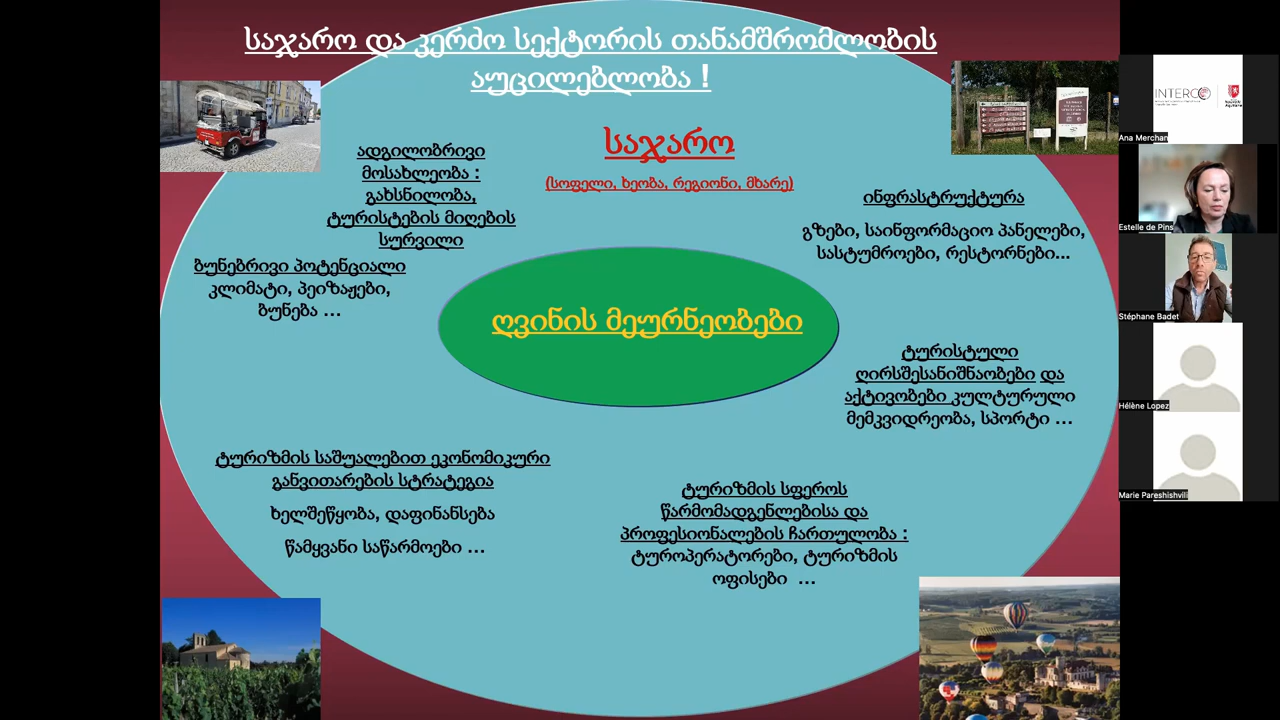 საჯარო და კერძო სექტორის თანამშრომლობის
აუცილებლობა !
საჯარო
(სოფელი, ხეობა, რეგიონი, მხარე)
ადგილობრივი
მოსახლეობა :
გახსნილობა,
ტურისტების მიღების
სურვილი
ბუნებრივი პოტენციალი
კლიმატი, პეიზაჟები,
ბუნება ...
ინფრასტრუქტურა
გზები, საინფორმაციო პანელები,
სასტუმროები, რესტორნები...
ღვინის მეურნეობები
ტურისტული
ღირსშესანიშნაობები და
აქტივობები კულტურული
მემკვიდრეობა, სპორტი ...
ტურიზმის საშუალებით ეკონომიკური
განვითარების სტრატეგია
ხელშეწყობა, დაფინანსება
წამყვანი საწარმოები ...
ტურიზმის სფეროს
წარმომადგენლებისა და
პროფესიონალების ჩართულობა :
ტუროპერატორები, ტურიზმის
ოფისები ...
INTERCO
Ana Merchan
Estelle de Pins
Stéphane Badet
Hélène Lopez
Marie Pareshishvili